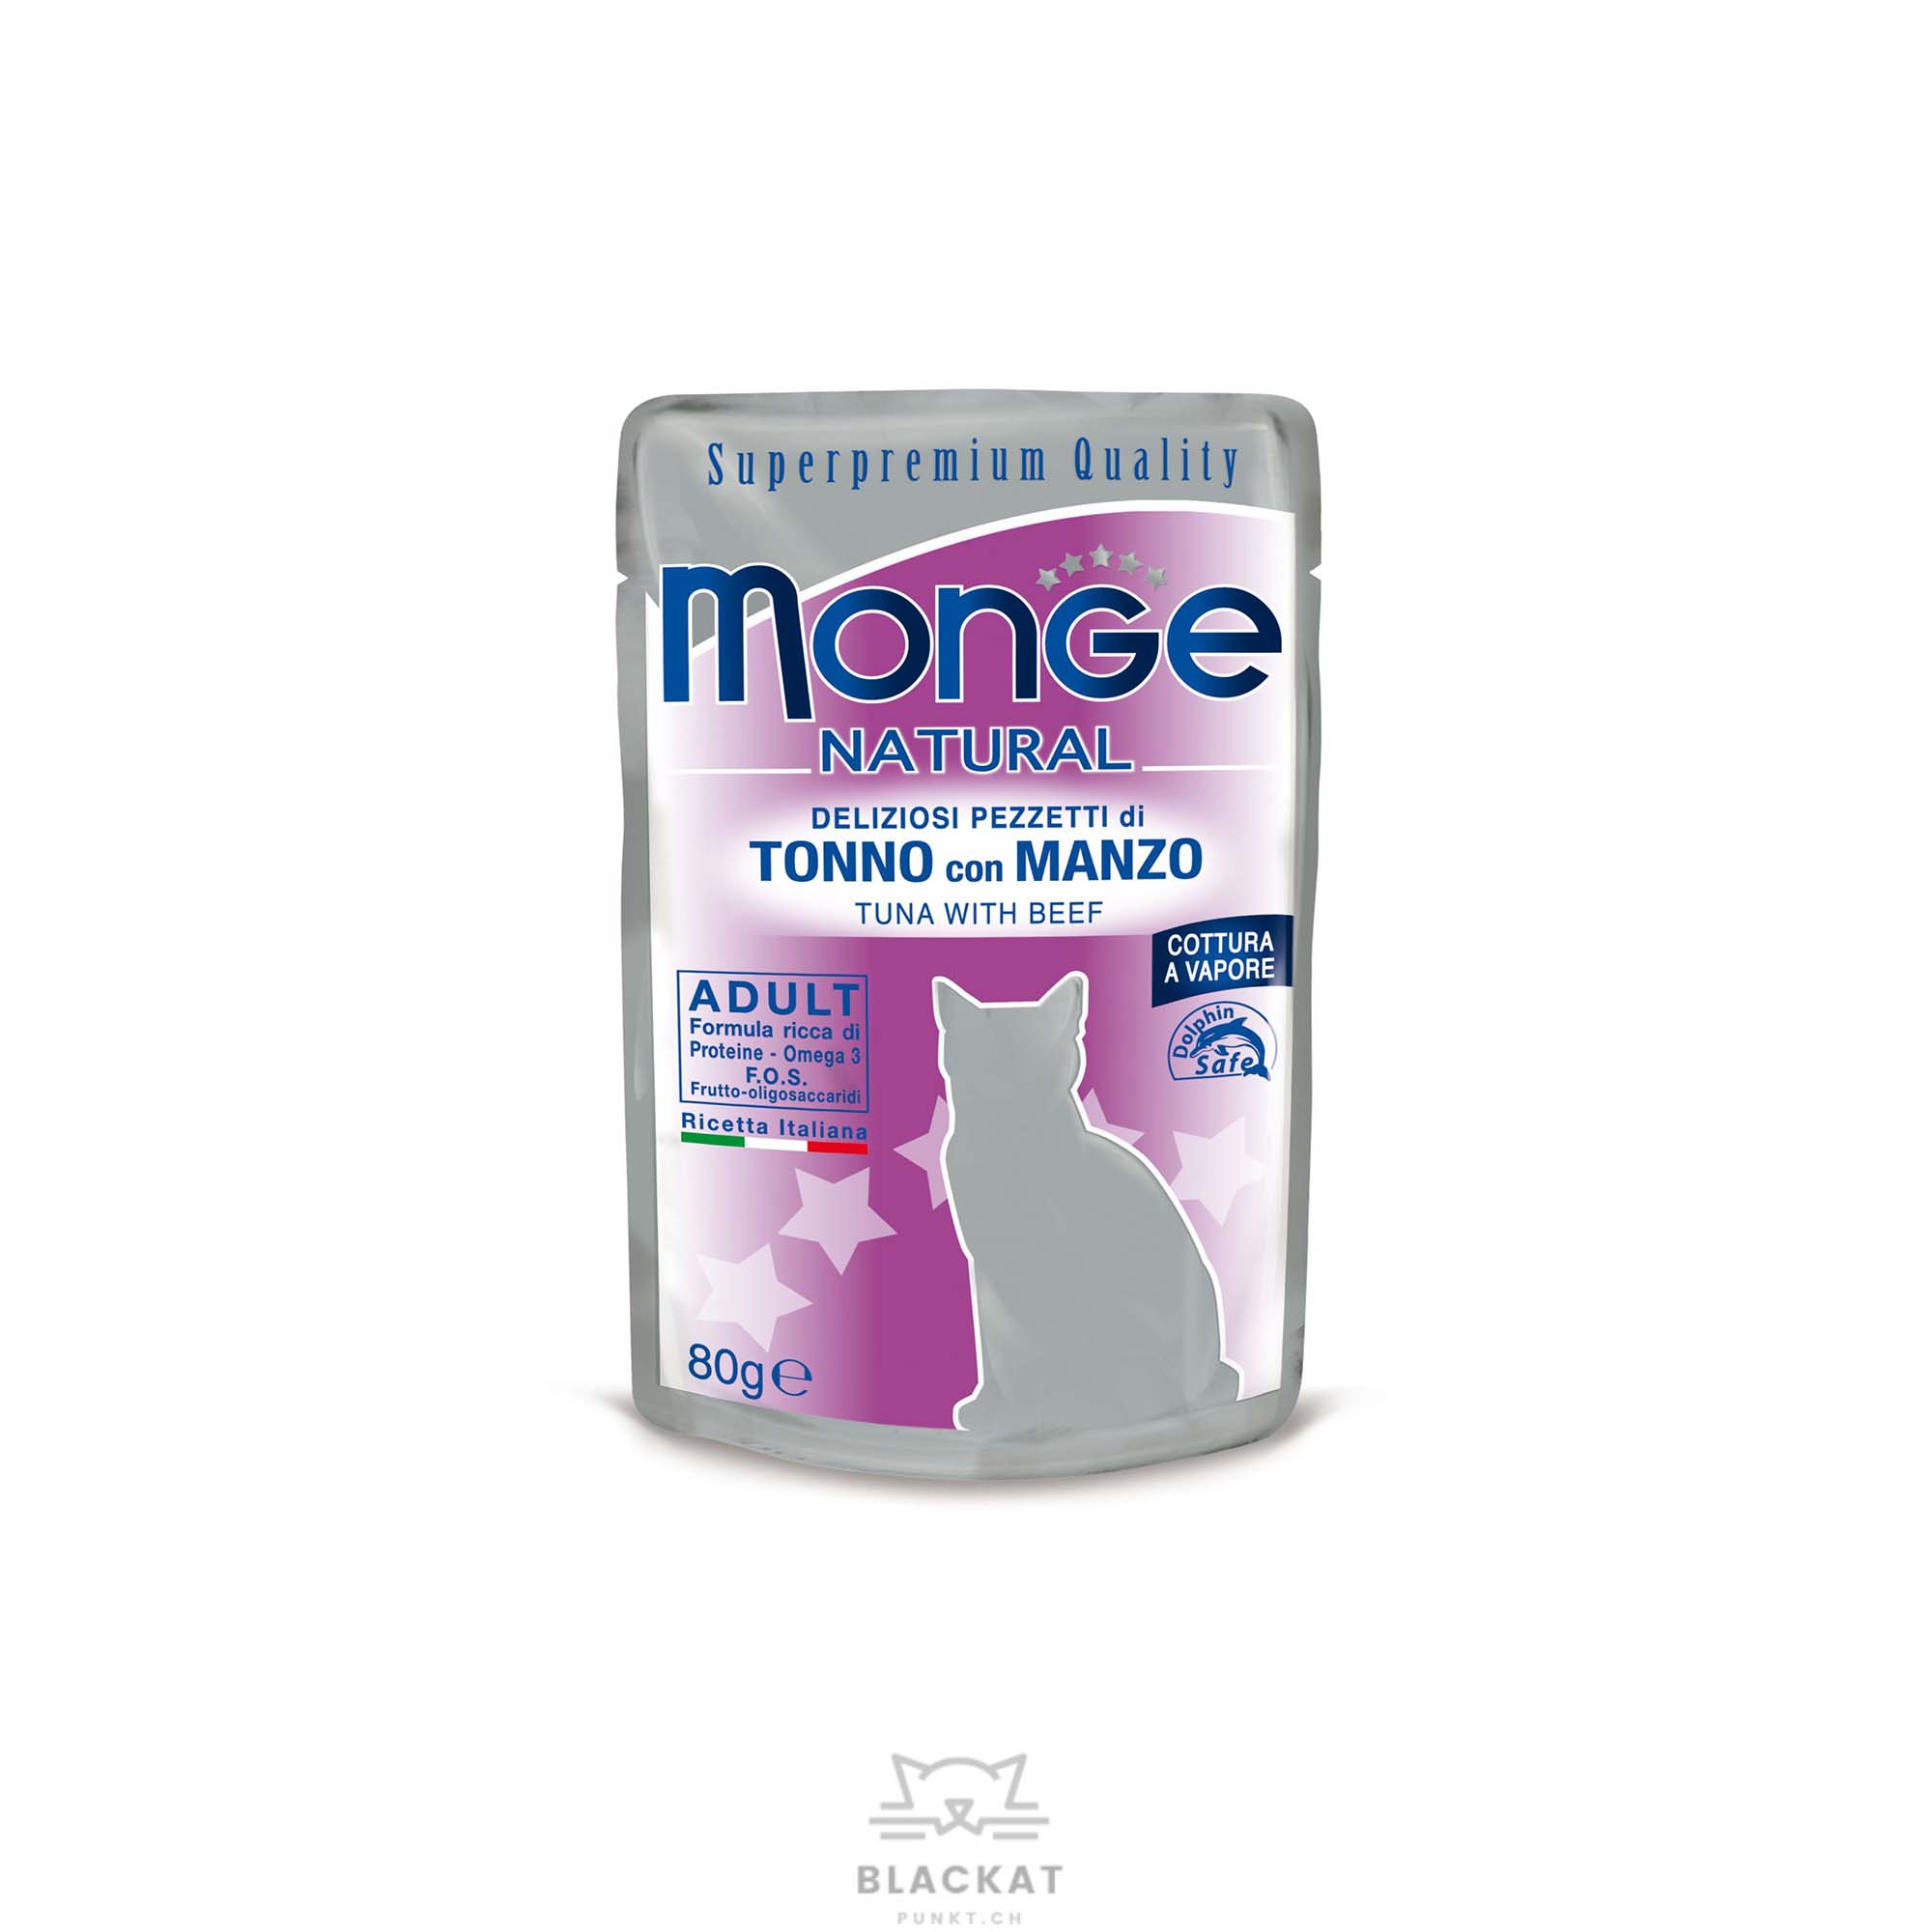 Superpremium Quality
monge
NATURAL
DELIZIOSI PEZZETTI di
TONNO con MANZO
TUNA WITH BEEF
COTTURA
A VAPORE
Dolphin
Safe
ADULT
Formula ricca di
Proteine - Omega 3
F.O.S.
Frutto-oligosaccaridi
Ricetta Italiana
80g℮
BLACKAT
PUNKT.CH